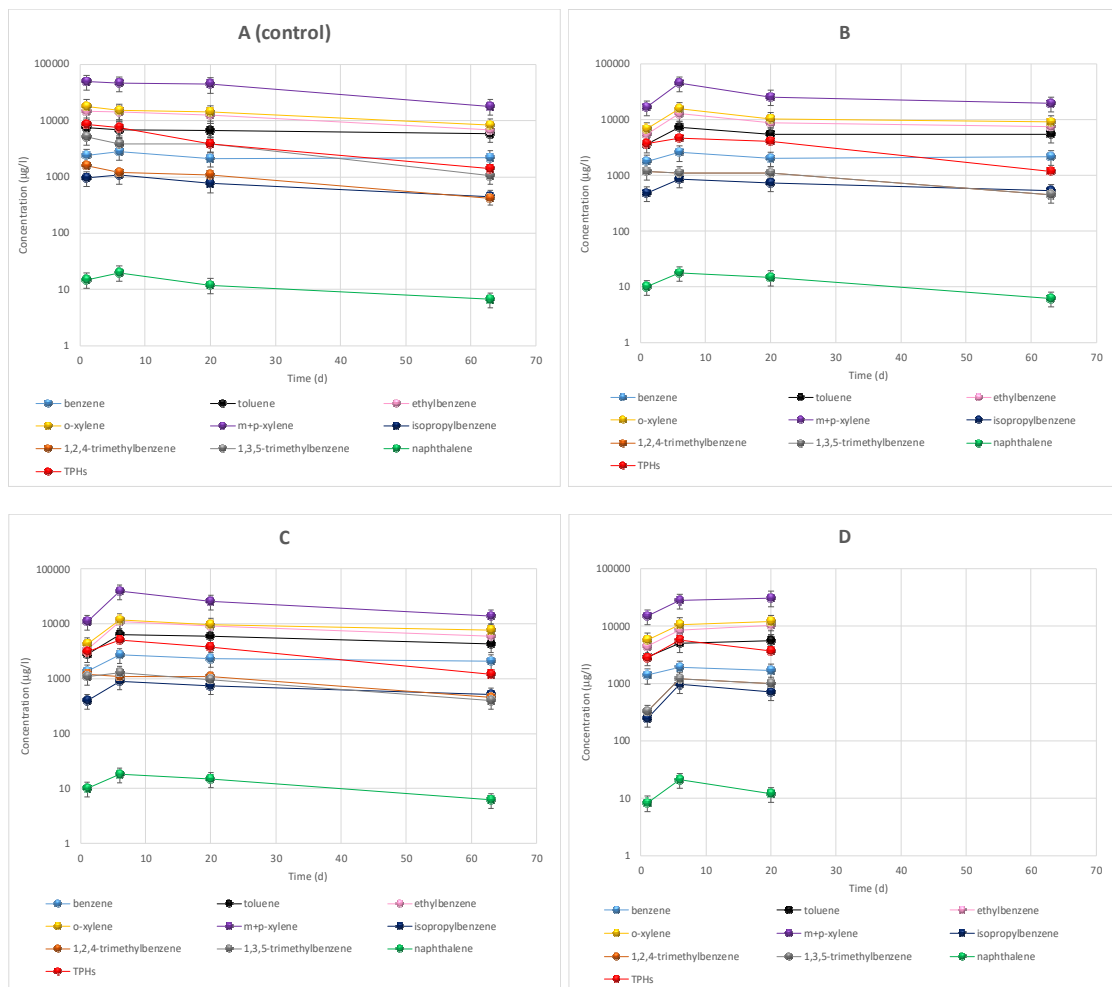 A (control)
100000
10000
1000
100
10
1
Concentration (µg/l)
0 10 20 30 40 50 60 70
Time (d)
benzene toluene ethylbenzene
o-xylene m+p-xylene isopropylbenzene
1,2,4-trimethylbenzene 1,3,5-trimethylbenzene naphthalene
TPHs
B
100000
10000
1000
100
10
1
Concentration (µg/l)
0 10 20 30 40 50 60 70
Time (d)
benzene toluene ethylbenzene
o-xylene m+p-xylene isopropylbenzene
1,2,4-trimethylbenzene 1,3,5-trimethylbenzene naphthalene
TPHs
C
100000
10000
1000
100
10
1
Concentration (µg/l)
0 10 20 30 40 50 60 70
Time (d)
benzene toluene ethylbenzene
o-xylene m+p-xylene isopropylbenzene
1,2,4-trimethylbenzene 1,3,5-trimethylbenzene naphthalene
TPHs
D
100000
10000
1000
100
10
1
Concentration (µg/l)
0 10 20 30 40 50 60 70
Time (d)
benzene toluene ethylbenzene
o-xylene m+p-xylene isopropylbenzene
1,2,4-trimethylbenzene 1,3,5-trimethylbenzene naphthalene
TPHs